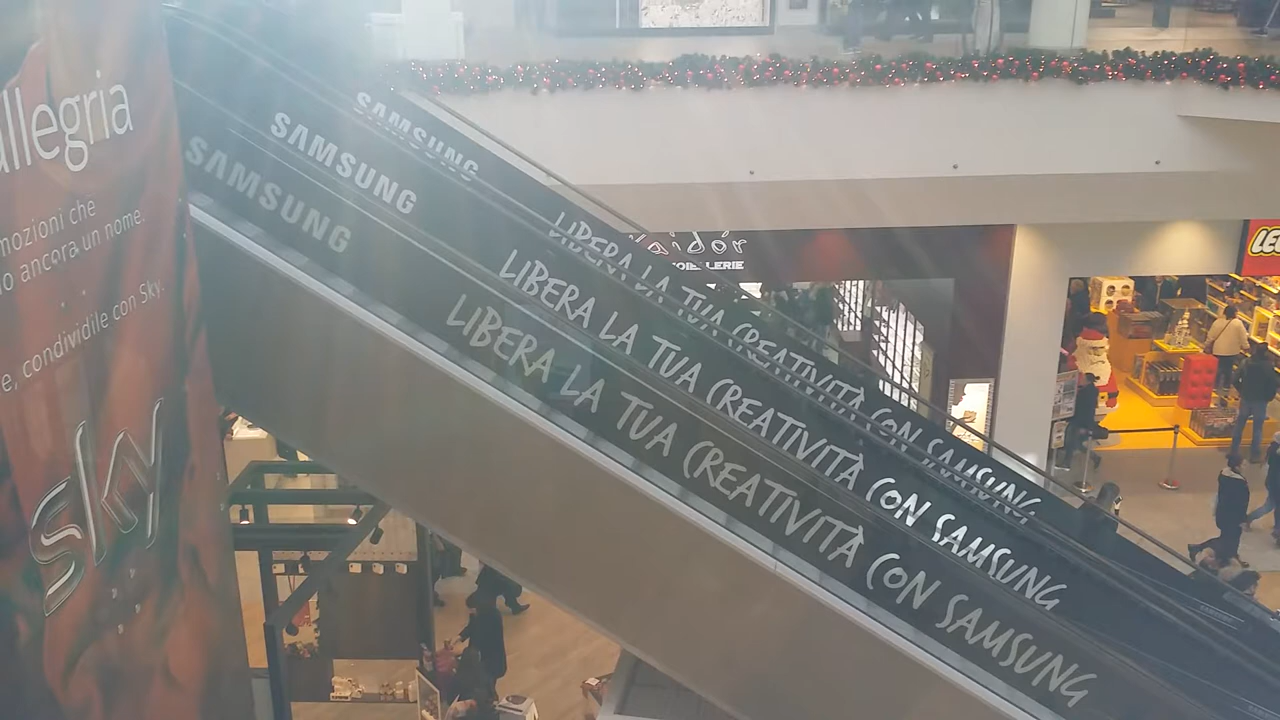 allegria
mozioni che
o ancora un nome.
e, condividile con Sky.
sky
SAMSUNG
SAMSUNG
SAMSUNG
LIBERA LA TUA CREATIVITÀ CON SAMSUNG
LIBERA LA TUA CREATIVITÀ CON SAMSUNG
LIBERA LA TUA CREATIVITÀ CON SAMSUNG